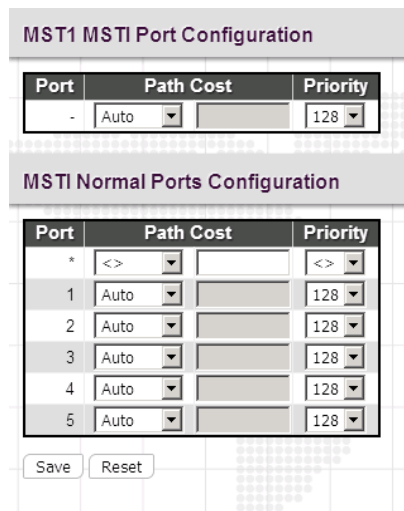 MST1 MSTI Port Configuration
Port Path Cost Priority
- Auto 128
MSTI Normal Ports Configuration
Port Path Cost Priority
* <> <>
1 Auto 128
2 Auto 128
3 Auto 128
4 Auto 128
5 Auto 128
Save Reset